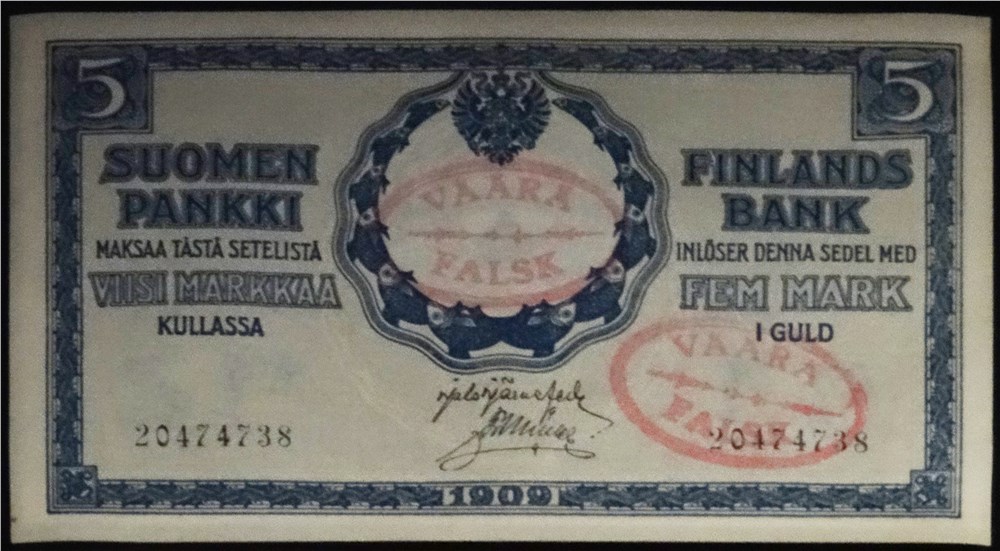 5 5
SUOMEN
PANKKI
MAKSAA TÄSTÄ SETELISTÄ
VIISI MARKKAA
KULLASSA
20474738
VÄÄRÄ
FALSK
FINLANDS
BANK
INLÖSER DENNA SEDEL MED
FEM MARK
I GULD
VÄÄRÄ
FALSK
20474738
1909